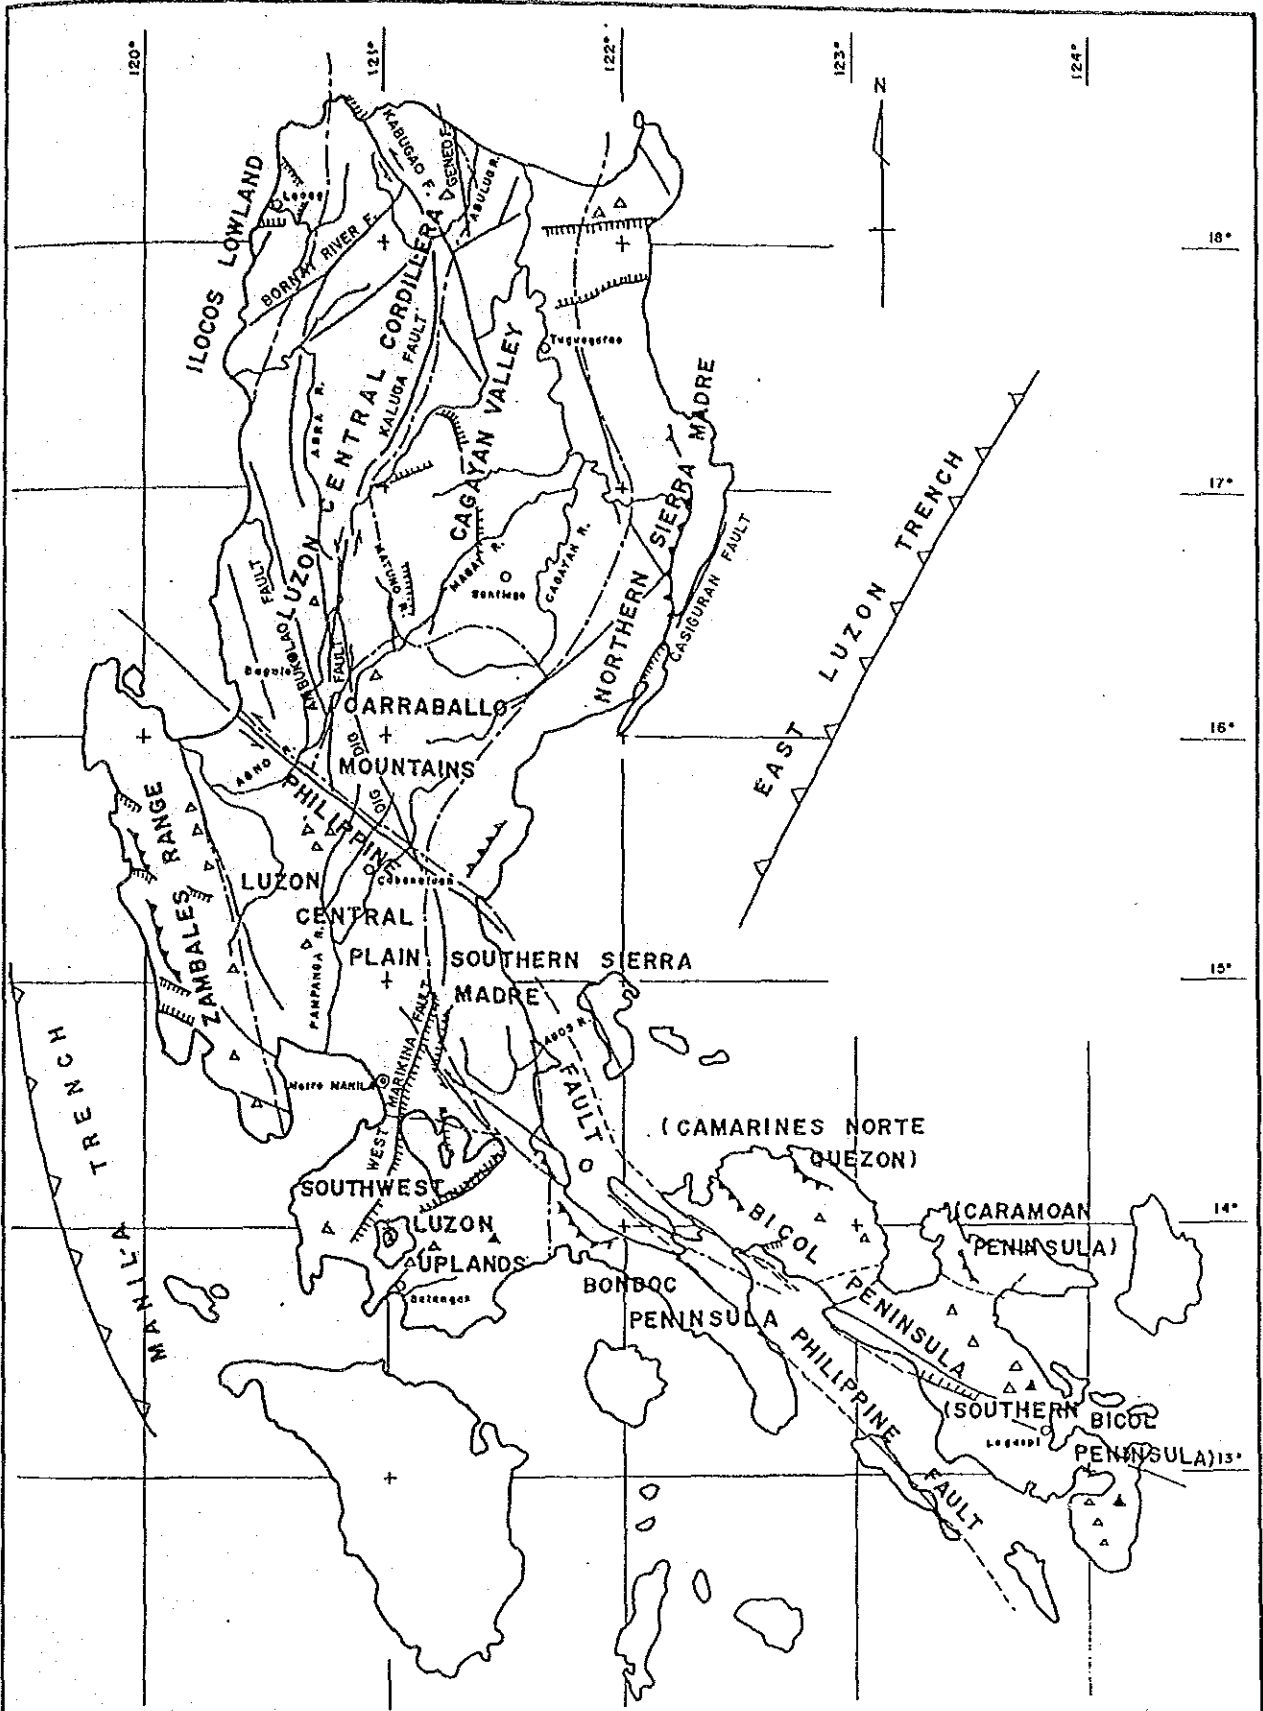 120°
121°
122°
123°
124°
N
18°
17°
16°
15°
14°
13°
ILOCOS LOWLAND
Laoag
BORNAY RIVER F.
KABUGAO F.
GENED F.
ABULUG R.
LUZON CENTRAL CORDILLERA
KALUGA FAULT
ABRA R.
CAGAYAN VALLEY
Tuguegarao
NORTHERN SIERRA MADRE
CASIGURAN FAULT
EAST LUZON TRENCH
MATUNO R.
MAGAT R.
Santiago
CAGAYAN R.
AMBUKOLAO FAULT
Baguio
FAULT
DIG DIG
CARRABALLO
MOUNTAINS
AGNO R.
PHILIPPINE
Cabanatuan
ZAMBALES RANGE
LUZON
CENTRAL
PLAIN
PAMPANGA R.
SOUTHERN SIERRA
MADRE
AGOS R.
FAULT
WEST MARIKINA FAULT
Metro MANILA
MANILA TRENCH
SOUTHWEST
LUZON
UPLANDS
Batangas
(CAMARINES NORTE
QUEZON)
BICOL PENINSULA
(CARAMOAN
PENINSULA)
BONDOC
PENINSULA
PHILIPPINE FAULT
(SOUTHERN BICOL
PENINSULA)
Legaspi